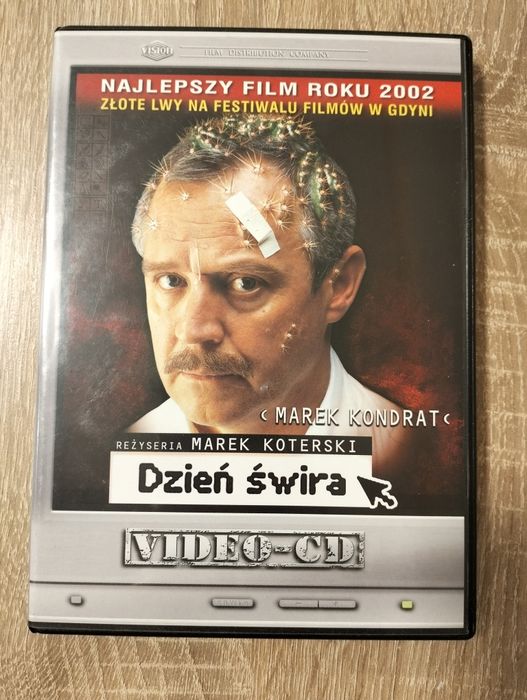 VISION
FILM DISTRIBUTION COMPANY
NAJLEPSZY FILM ROKU 2002
ZŁOTE LWY NA FESTIWALU FILMÓW W GDYNI
MAREK KONDRAT
REŻYSERIA MAREK KOTERSKI
Dzień świra
VIDEO-CD